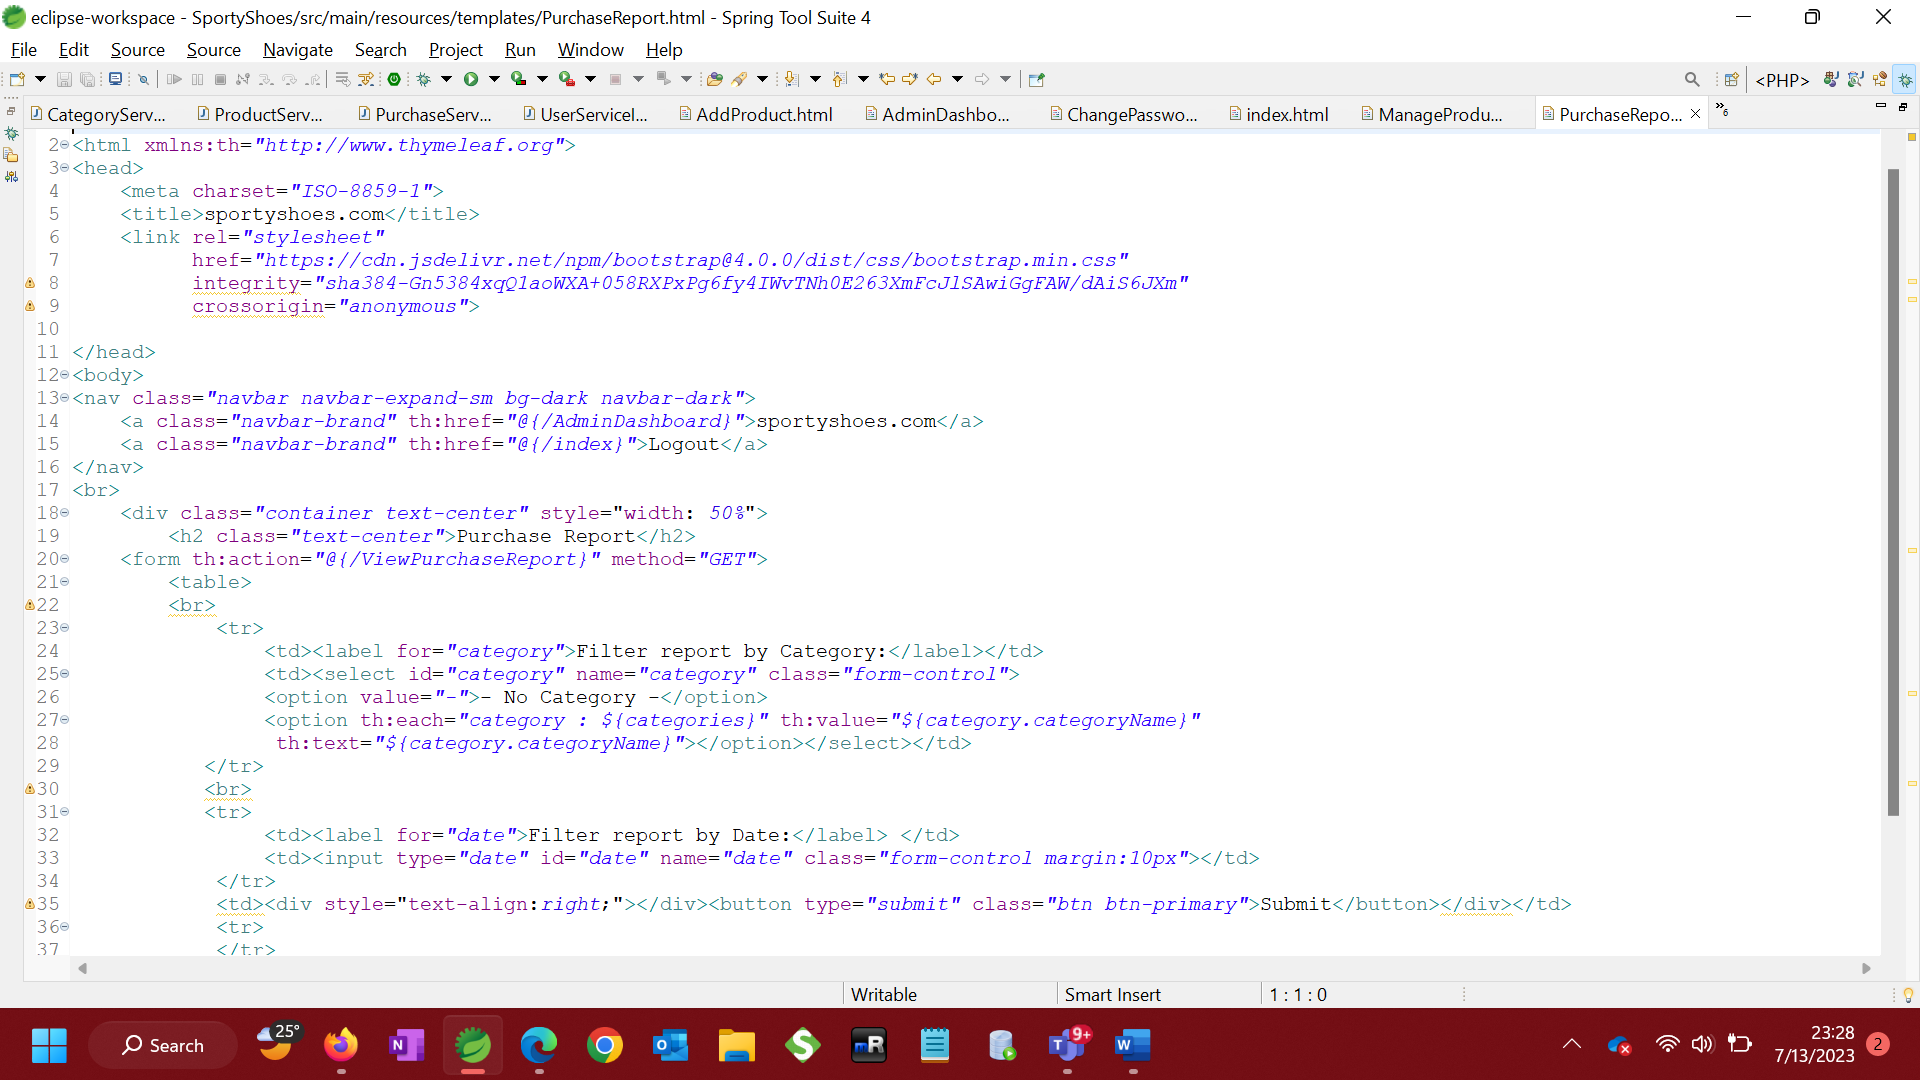 eclipse-workspace - SportyShoes/src/main/resources/templates/PurchaseReport.html - Spring Tool Suite 4
File Edit Source Source Navigate Search Project Run Window Help
<PHP>
CategoryServ... ProductServ... PurchaseServ... UserServiceI... AddProduct.html AdminDashbo... ChangePasswo... index.html ManageProdu... PurchaseRepo... »6
2 <html xmlns:th="http://www.thymeleaf.org">
3 <head>
4 <meta charset="ISO-8859-1">
5 <title>sportyshoes.com</title>
6 <link rel="stylesheet"
7 href="https://cdn.jsdelivr.net/npm/bootstrap@4.0.0/dist/css/bootstrap.min.css"
8 integrity="sha384-Gn5384xqQ1aoWXA+058RXPxPg6fy4IWvTNh0E263XmFcJlSAwiGgFAW/dAiS6JXm"
9 crossorigin="anonymous">
10
11 </head>
12 <body>
13 <nav class="navbar navbar-expand-sm bg-dark navbar-dark">
14 <a class="navbar-brand" th:href="@{/AdminDashboard}">sportyshoes.com</a>
15 <a class="navbar-brand" th:href="@{/index}">Logout</a>
16 </nav>
17 <br>
18 <div class="container text-center" style="width: 50%">
19 <h2 class="text-center">Purchase Report</h2>
20 <form th:action="@{/ViewPurchaseReport}" method="GET">
21 <table>
22 <br>
23 <tr>
24 <td><label for="category">Filter report by Category:</label></td>
25 <td><select id="category" name="category" class="form-control">
26 <option value="-">- No Category -</option>
27 <option th:each="category : ${categories}" th:value="${category.categoryName}"
28 th:text="${category.categoryName}"></option></select></td>
29 </tr>
30 <br>
31 <tr>
32 <td><label for="date">Filter report by Date:</label> </td>
33 <td><input type="date" id="date" name="date" class="form-control margin:10px"></td>
34 </tr>
35 <td><div style="text-align:right;"></div><button type="submit" class="btn btn-primary">Submit</button></div></td>
36 <tr>
37 </tr>
Writable Smart Insert 1 : 1 : 0
25° Search 9+ 23:28 2
7/13/2023